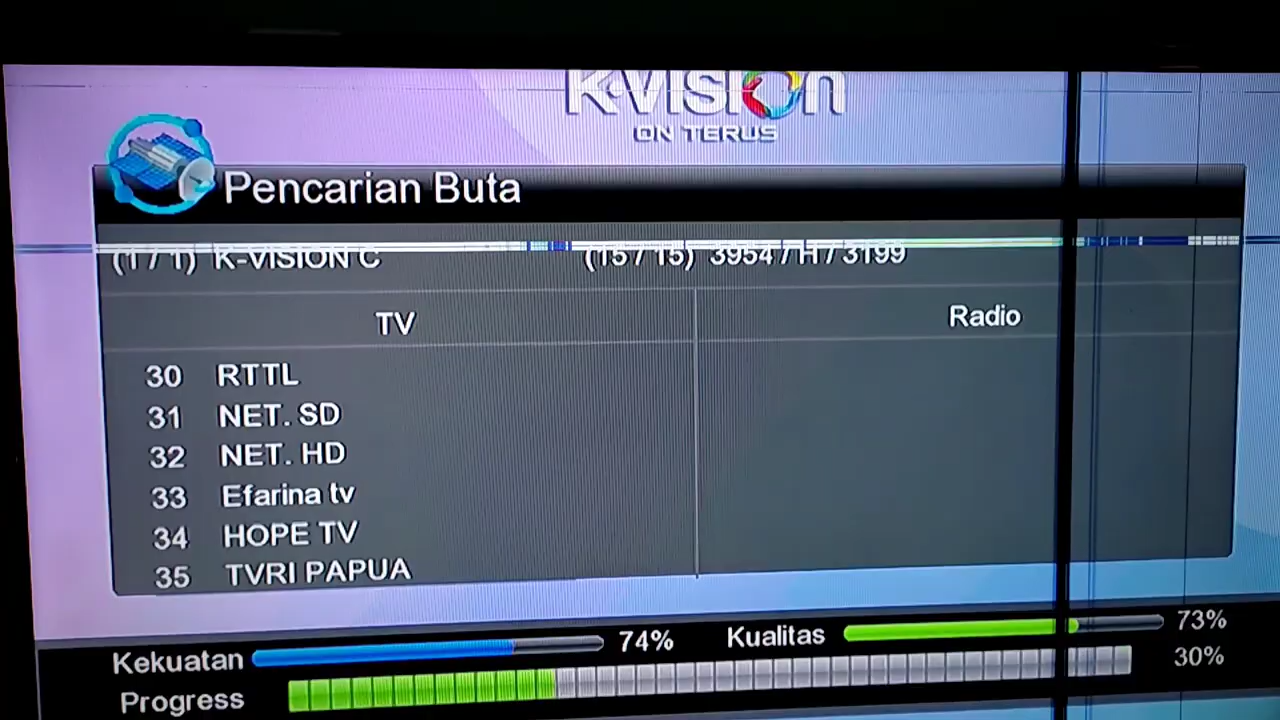 K-VISION
ON TERUS
Pencarian Buta
(1 / 1) K-VISION C (15 / 15) 3954 / H / 3199
TV Radio
30 RTTL
31 NET. SD
32 NET. HD
33 Efarina tv
34 HOPE TV
35 TVRI PAPUA
Kekuatan 74% Kualitas 73%
Progress 30%